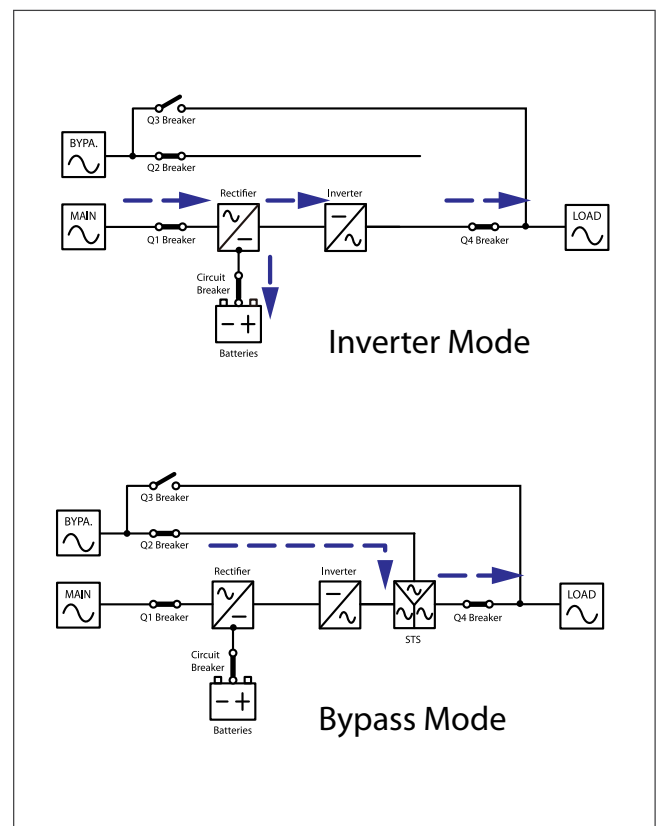 Q3 Breaker
BYPA.
Q2 Breaker
Rectifier
Inverter
MAIN
LOAD
Q1 Breaker
Q4 Breaker
Circuit
Breaker
Batteries
Inverter Mode
Q3 Breaker
BYPA.
Q2 Breaker
Rectifier
Inverter
MAIN
LOAD
Q1 Breaker
Q4 Breaker
STS
Circuit
Breaker
Batteries
Bypass Mode